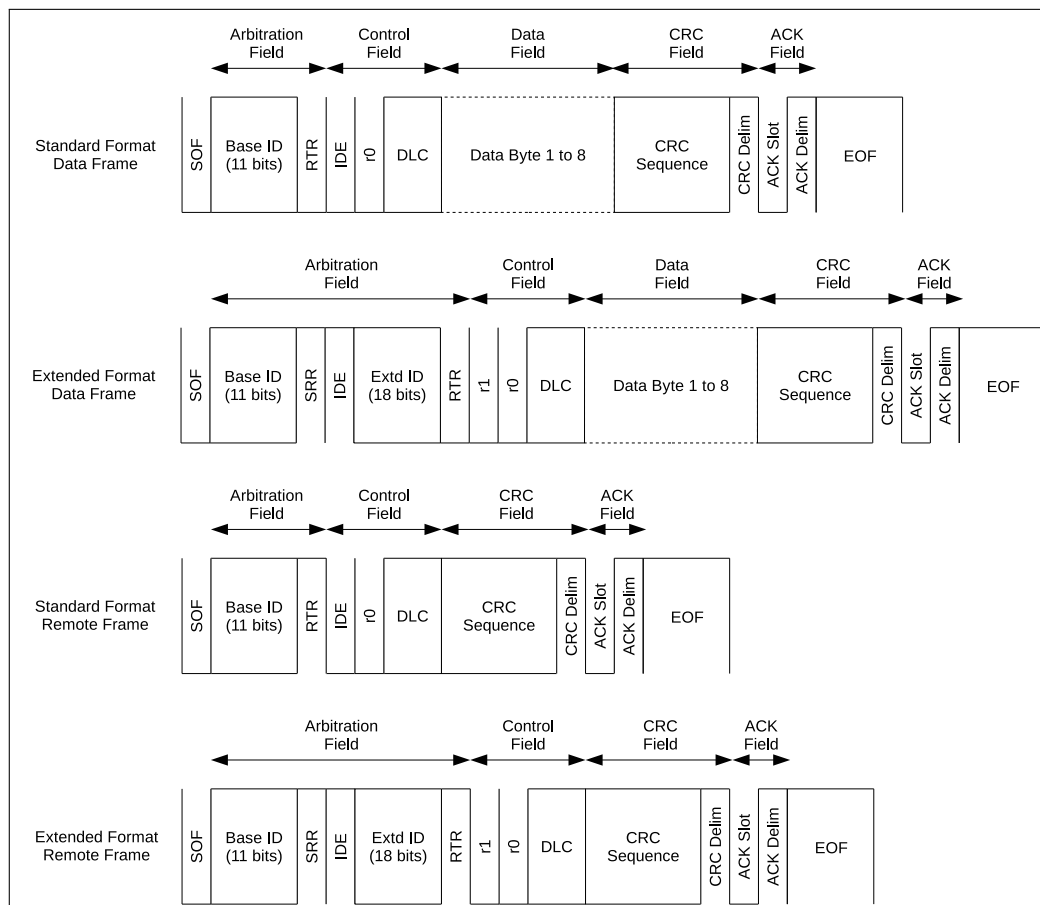 Arbitration Field
Control Field
Data Field
CRC Field
ACK Field
Standard Format
Data Frame
SOF
Base ID
(11 bits)
RTR
IDE
r0
DLC
Data Byte 1 to 8
CRC
Sequence
CRC Delim
ACK Slot
ACK Delim
EOF
Arbitration
Field
Control
Field
Data
Field
CRC
Field
ACK
Field
Extended Format
Data Frame
SOF
Base ID
(11 bits)
SRR
IDE
Extd ID
(18 bits)
RTR
r1
r0
DLC
Data Byte 1 to 8
CRC
Sequence
CRC Delim
ACK Slot
ACK Delim
EOF
Arbitration
Field
Control
Field
CRC
Field
ACK
Field
Standard Format
Remote Frame
SOF
Base ID
(11 bits)
RTR
IDE
r0
DLC
CRC
Sequence
CRC Delim
ACK Slot
ACK Delim
EOF
Arbitration
Field
Control
Field
CRC
Field
ACK
Field
Extended Format
Remote Frame
SOF
Base ID
(11 bits)
SRR
IDE
Extd ID
(18 bits)
RTR
r1
r0
DLC
CRC
Sequence
CRC Delim
ACK Slot
ACK Delim
EOF